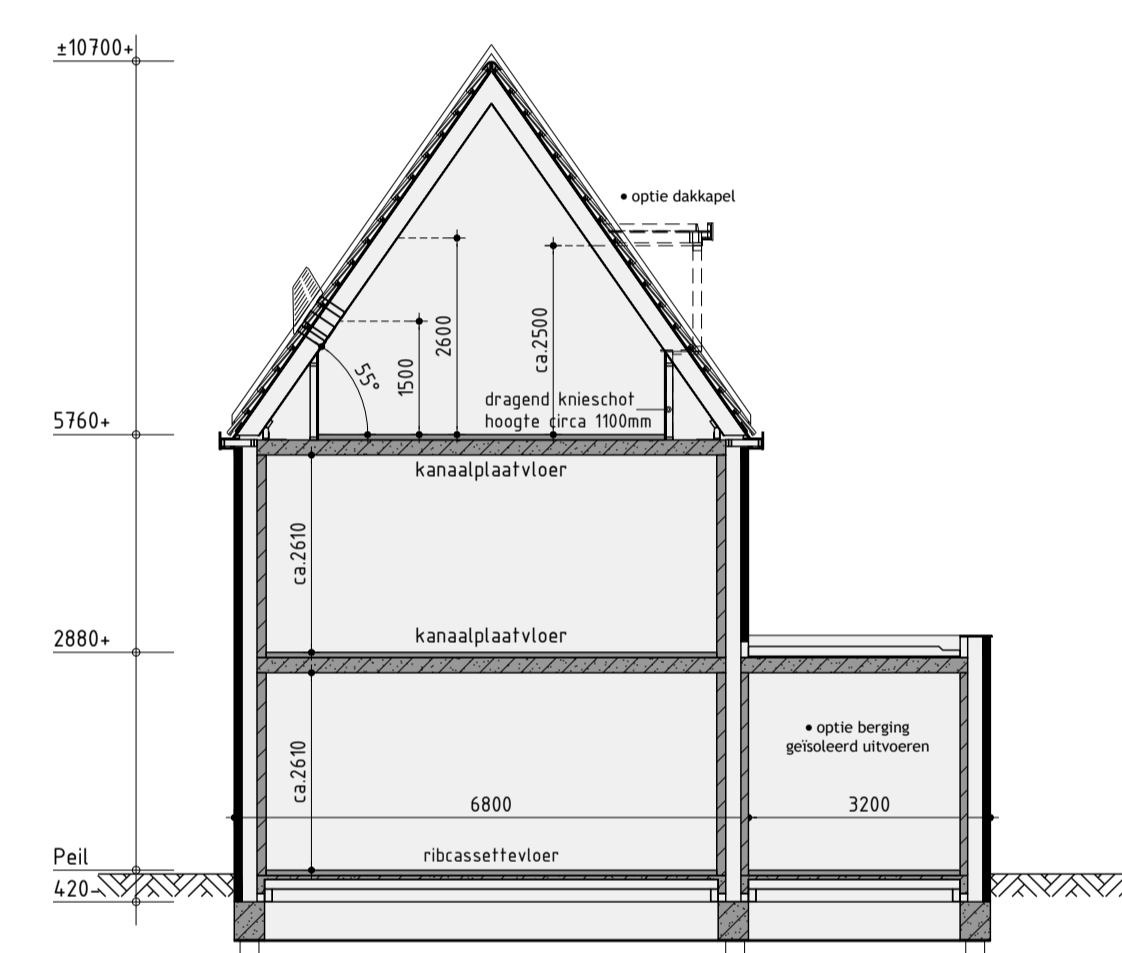 ±10700+
• optie dakkapel
2600
ca.2500
1500
55°
dragend knieschot
hoogte circa 1100mm
5760+
kanaalplaatvloer
ca.2610
2880+
kanaalplaatvloer
• optie berging
geïsoleerd uitvoeren
ca.2610
6800
3200
Peil
ribcassettevloer
420-